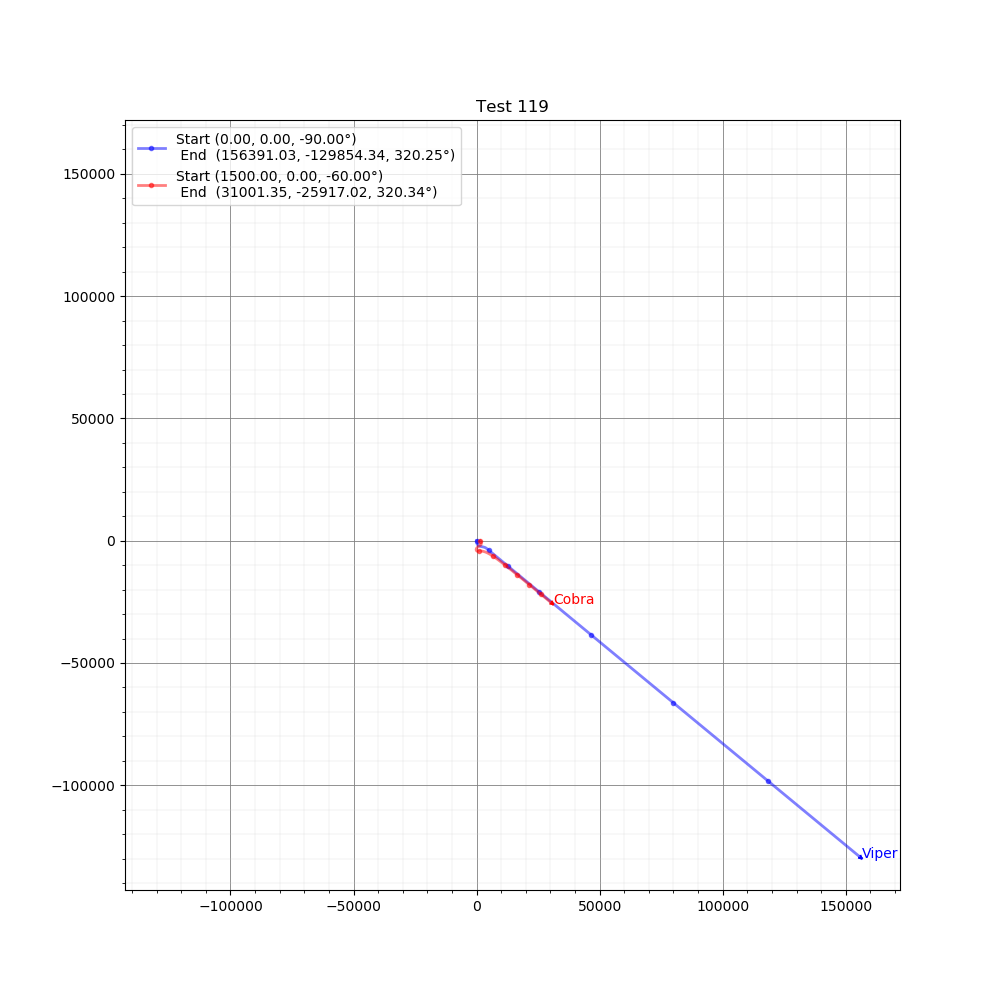 Test 119
Start (0.00, 0.00, -90.00°)
End (156391.03, -129854.34, 320.25°)
Start (1500.00, 0.00, -60.00°)
End (31001.35, -25917.02, 320.34°)
150000
100000
50000
0
−50000
−100000
Cobra
Viper
−100000
−50000
0
50000
100000
150000